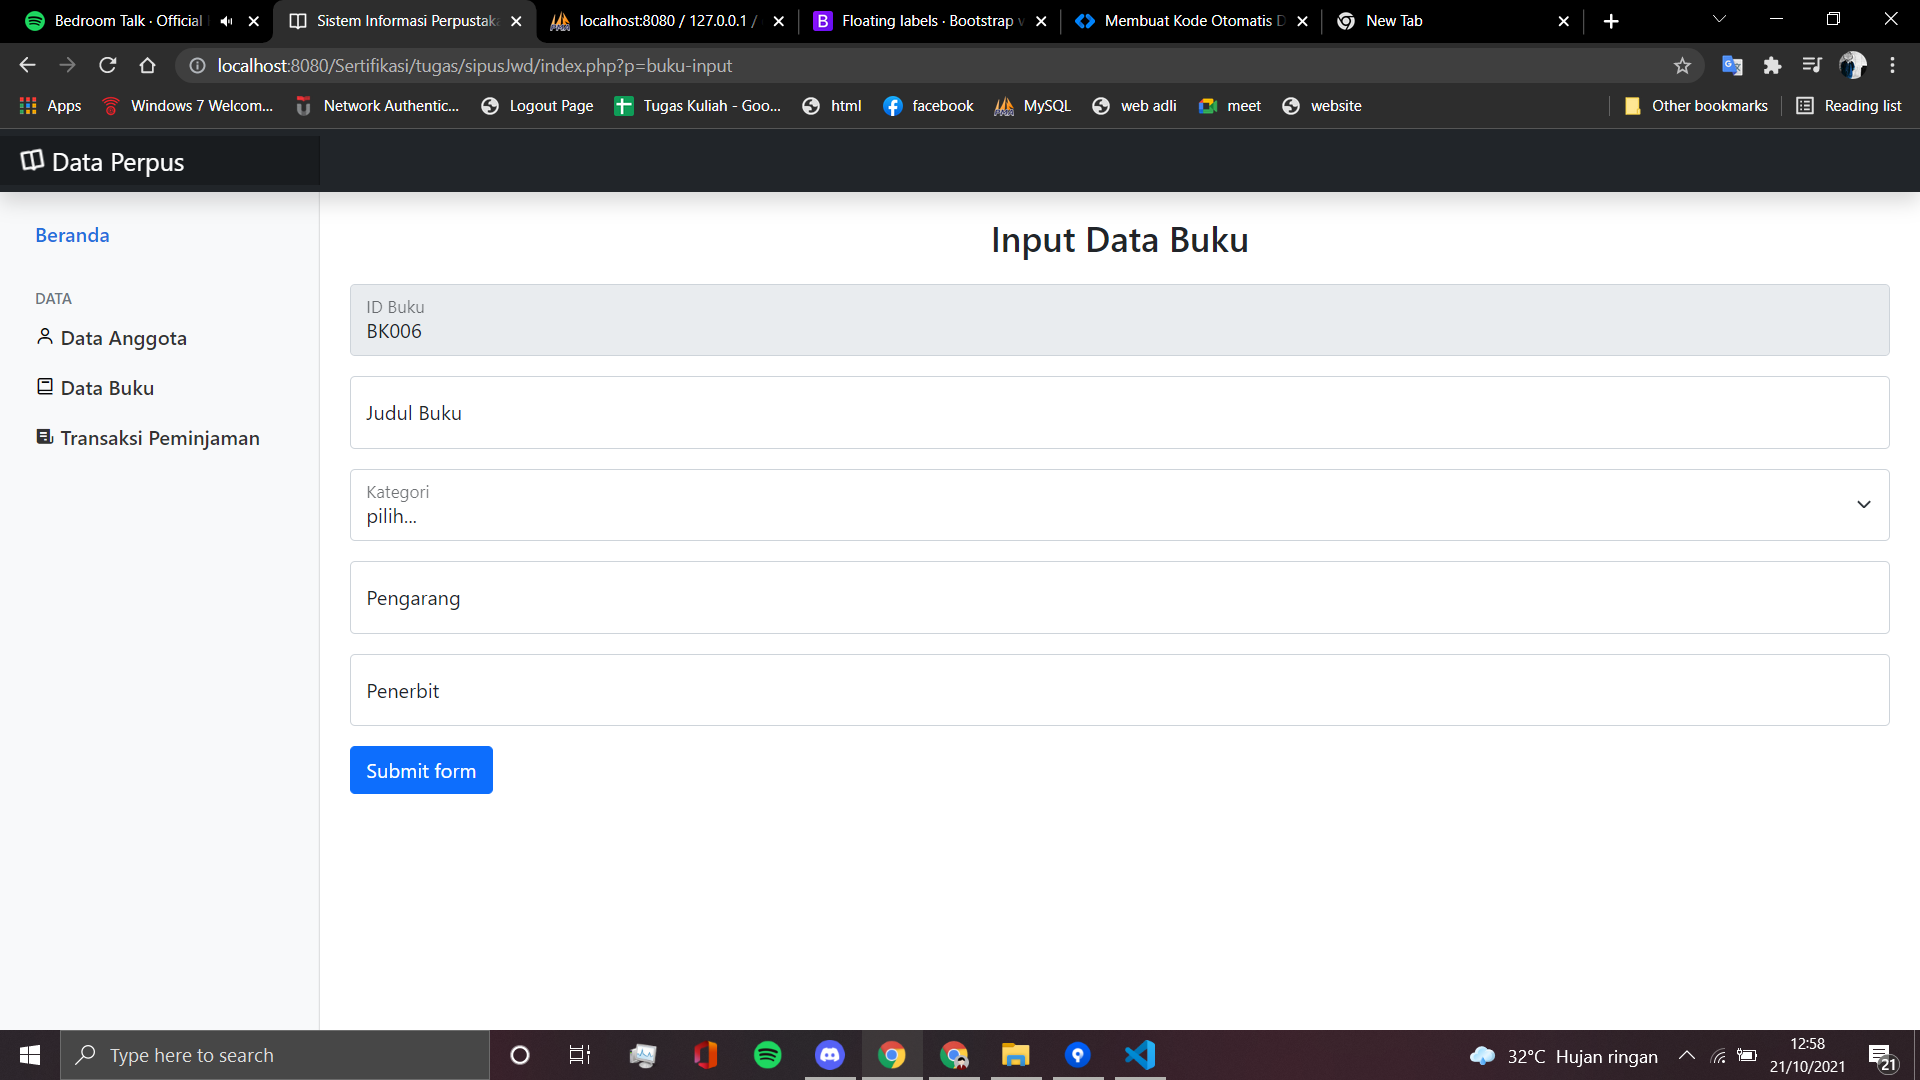 Bedroom Talk · Official
Sistem Informasi Perpustaka
localhost:8080 / 127.0.0.1 /
Floating labels · Bootstrap v
Membuat Kode Otomatis D
New Tab
localhost:8080/Sertifikasi/tugas/sipusJwd/index.php?p=buku-input
Apps
Windows 7 Welcom...
Network Authentic...
Logout Page
Tugas Kuliah - Goo...
html
facebook
MySQL
web adli
meet
website
Other bookmarks
Reading list
Data Perpus
Beranda
DATA
Data Anggota
Data Buku
Transaksi Peminjaman
Input Data Buku
ID Buku
BK006
Judul Buku
Kategori
pilih...
Pengarang
Penerbit
Submit form
Type here to search
32°C Hujan ringan
12:58
21/10/2021
21